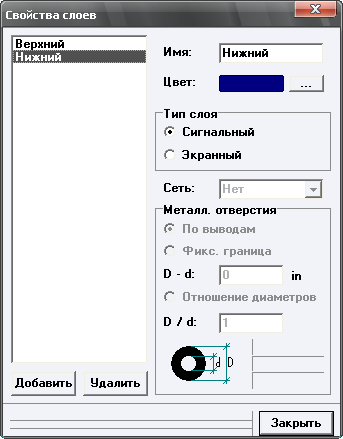 Свойства слоев
Верхний
Нижний
Имя: Нижний
Цвет: ...
Тип слоя
Сигнальный
Экранный
Сеть: Нет
Металл. отверстия
По выводам
Фикс. граница
D - d: 0 in
Отношение диаметров
D / d: 1
d D
Добавить Удалить
Закрыть